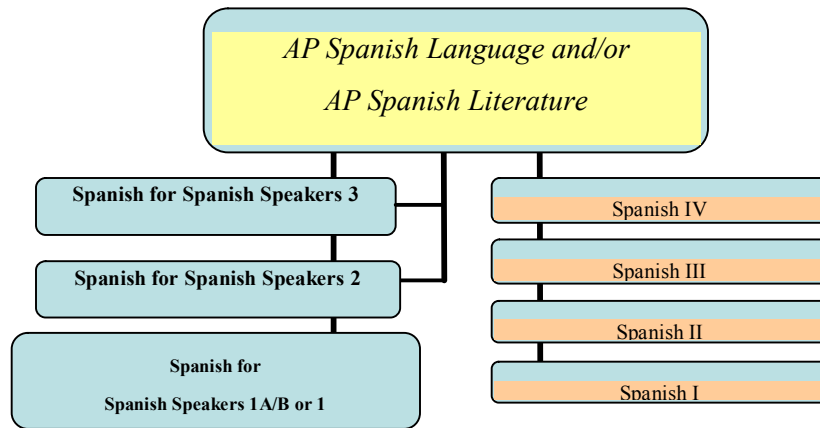 AP Spanish Language and/or
AP Spanish Literature
Spanish for Spanish Speakers 3
Spanish for Spanish Speakers 2
Spanish for
Spanish Speakers 1A/B or 1
Spanish IV
Spanish III
Spanish II
Spanish I